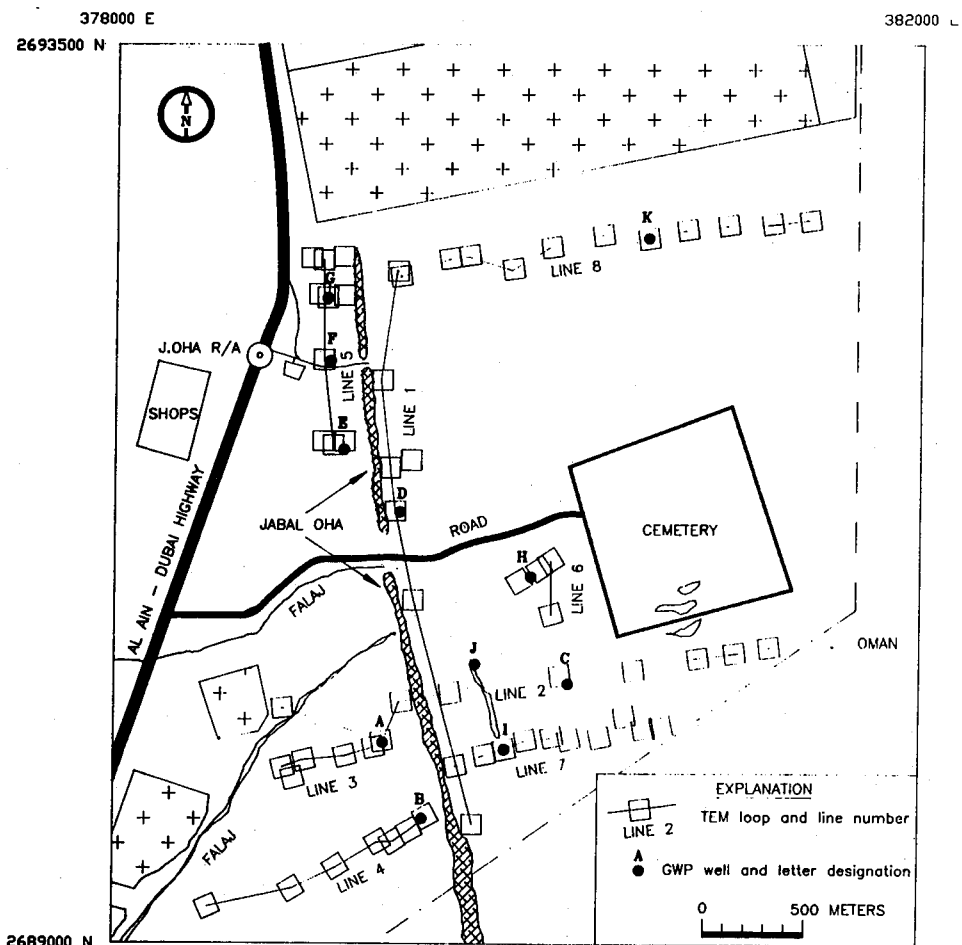 378000 E
382000 E
2693500 N
N
K
LINE 8
G
J.OHA R/A
F
LINE 5
LINE 1
SHOPS
E
D
JABAL OHA
ROAD
CEMETERY
AL AIN - DUBAI HIGHWAY
H
FALAJ
LINE 6
J
C
OMAN
LINE 2
A
I
LINE 3
LINE 7
B
FALAJ
LINE 4
EXPLANATION
TEM loop and line number
LINE 2
A
GWP well and letter designation
0 500 METERS
2689000 N